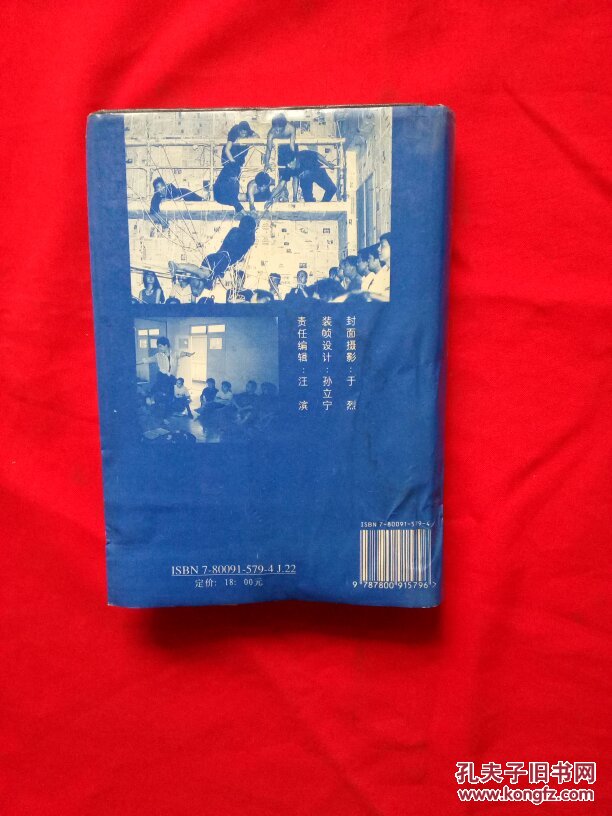 封面摄影：于烈
装帧设计：孙立宁
责任编辑：汪滨
ISBN 7-80091-579-4
9 787800 915796 >
ISBN 7-80091-579-4 J.22
定价：18：00元
孔夫子旧书网
www.kongfz.com